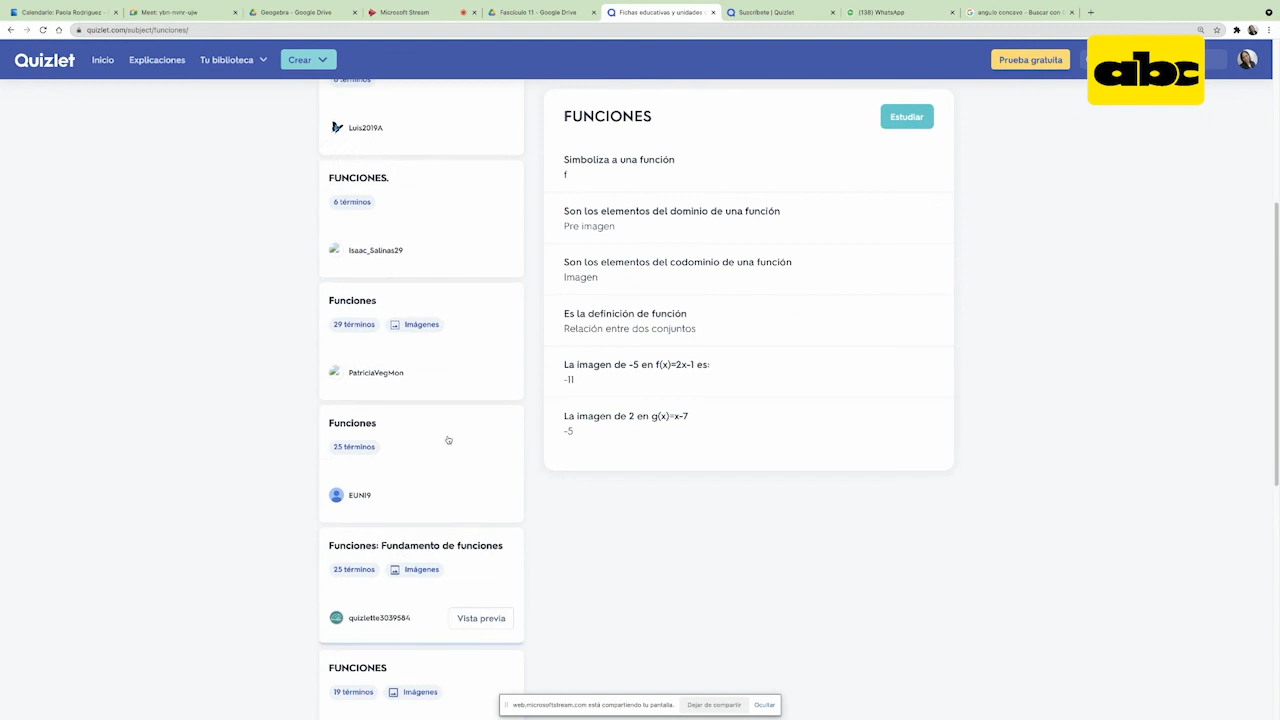 Calendario: Paola Rodriguez -
Meet: ybn-nvnr-ujw
Geogebra - Google Drive
Microsoft Stream
Fascículo 11 - Google Drive
Fichas educativas y unidades
Suscríbete | Quizlet
(138) WhatsApp
angulo concavo - Buscar con
quizlet.com/subject/funciones/
Quizlet
Inicio
Explicaciones
Tu biblioteca
Crear
Prueba gratuita
abc
6 términos
Luis2019A
FUNCIONES.
6 términos
Isaac_Salinas29
Funciones
29 términos
Imágenes
PatriciaVegMon
Funciones
25 términos
EUNI9
Funciones: Fundamento de funciones
25 términos
Imágenes
quizlette3039584
Vista previa
FUNCIONES
19 términos
Imágenes
FUNCIONES
Estudiar
Simboliza a una función
f
Son los elementos del dominio de una función
Pre imagen
Son los elementos del codominio de una función
Imagen
Es la definición de función
Relación entre dos conjuntos
La imagen de -5 en f(x)=2x-1 es:
-11
La imagen de 2 en g(x)=x-7
-5
web.microsoftstream.com está compartiendo tu pantalla.
Dejar de compartir
Ocultar